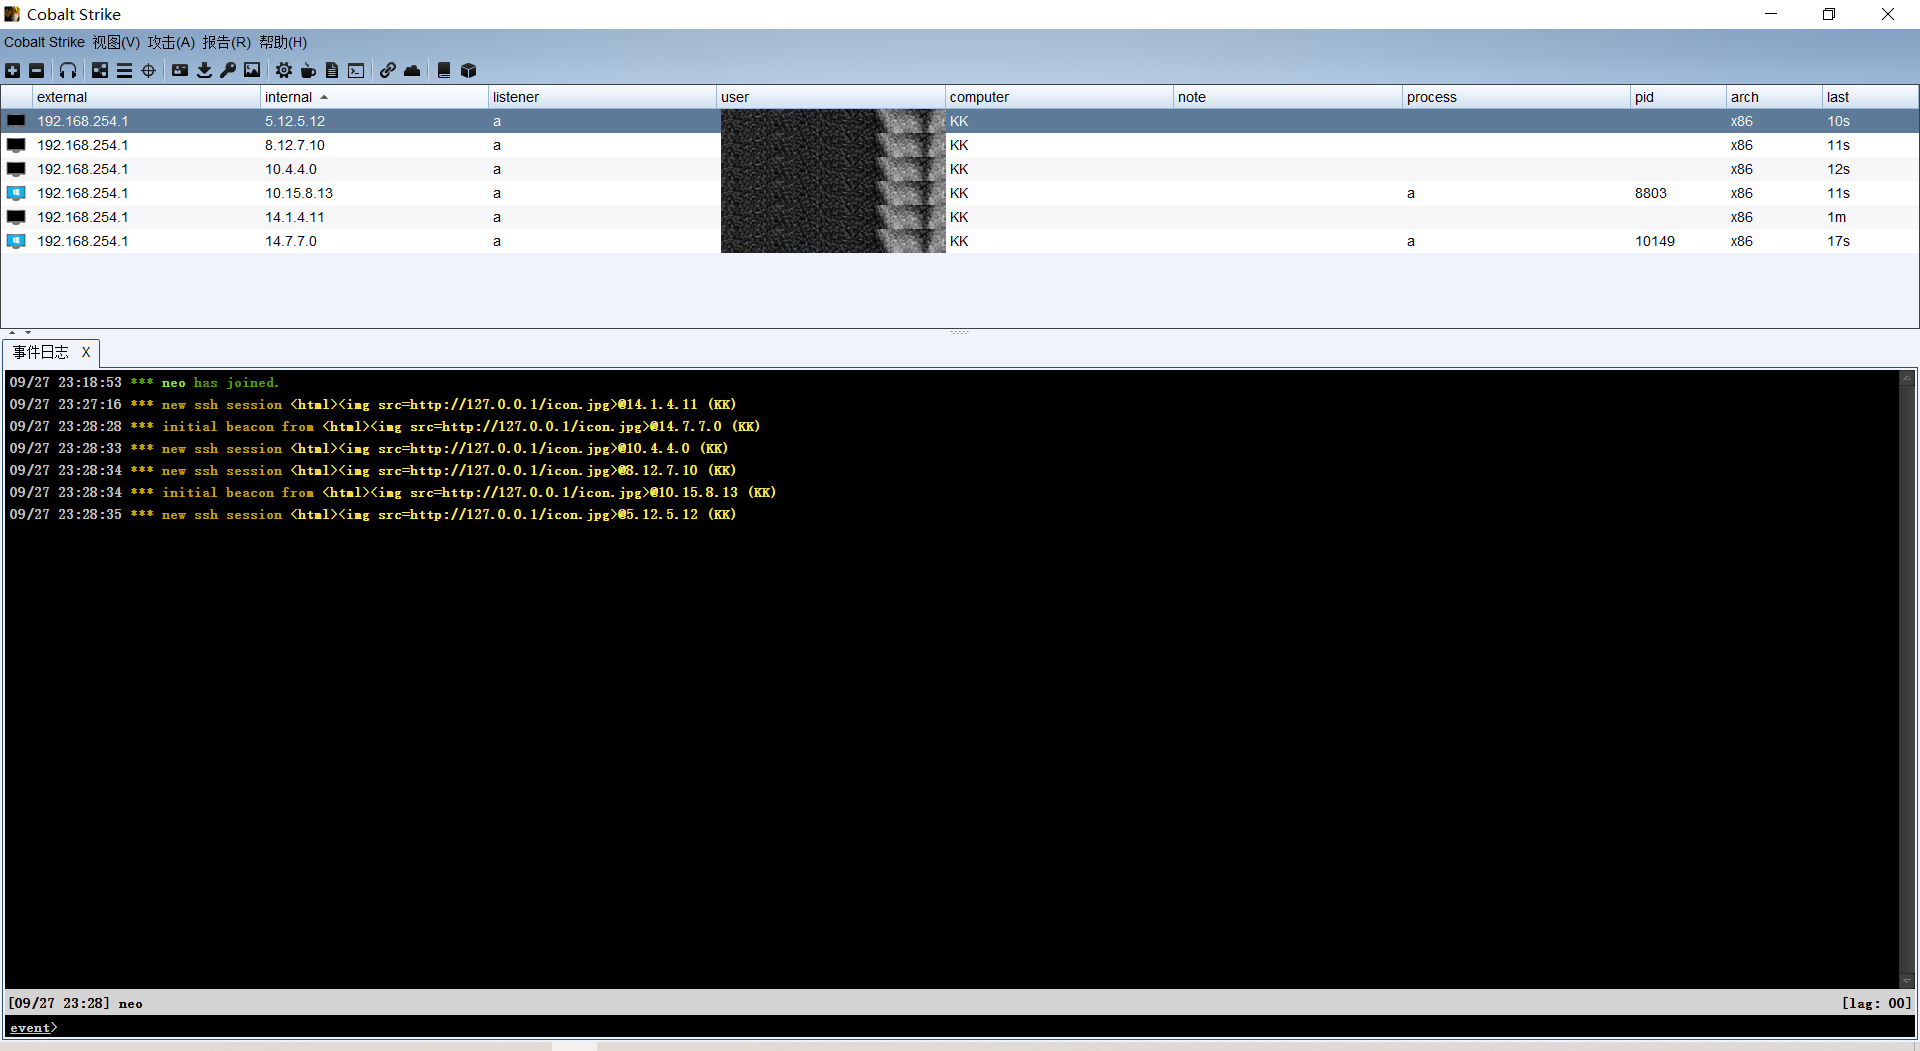 Cobalt Strike
Cobalt Strike 视图(V) 攻击(A) 报告(R) 帮助(H)
external internal listener user computer note process pid arch last
192.168.254.1 5.12.5.12 a KK x86 10s
192.168.254.1 8.12.7.10 a KK x86 11s
192.168.254.1 10.4.4.0 a KK x86 12s
192.168.254.1 10.15.8.13 a KK a 8803 x86 11s
192.168.254.1 14.1.4.11 a KK x86 1m
192.168.254.1 14.7.7.0 a KK a 10149 x86 17s
事件日志 X
09/27 23:18:53 *** neo has joined.
09/27 23:27:16 *** new ssh session <html><img src=http://127.0.0.1/icon.jpg>@14.1.4.11 (KK)
09/27 23:28:28 *** initial beacon from <html><img src=http://127.0.0.1/icon.jpg>@14.7.7.0 (KK)
09/27 23:28:33 *** new ssh session <html><img src=http://127.0.0.1/icon.jpg>@10.4.4.0 (KK)
09/27 23:28:34 *** new ssh session <html><img src=http://127.0.0.1/icon.jpg>@8.12.7.10 (KK)
09/27 23:28:34 *** initial beacon from <html><img src=http://127.0.0.1/icon.jpg>@10.15.8.13 (KK)
09/27 23:28:35 *** new ssh session <html><img src=http://127.0.0.1/icon.jpg>@5.12.5.12 (KK)
[09/27 23:28] neo [lag: 00]
event>